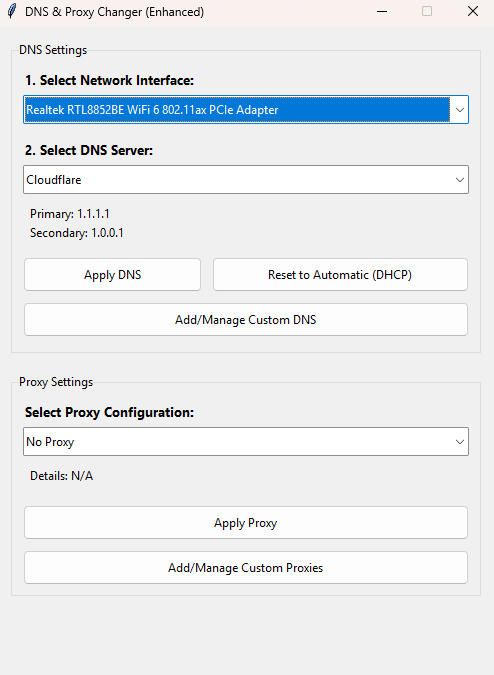 DNS & Proxy Changer (Enhanced)
DNS Settings
1. Select Network Interface:
Realtek RTL8852BE WiFi 6 802.11ax PCIe Adapter
2. Select DNS Server:
Cloudflare
Primary: 1.1.1.1
Secondary: 1.0.0.1
Apply DNS
Reset to Automatic (DHCP)
Add/Manage Custom DNS
Proxy Settings
Select Proxy Configuration:
No Proxy
Details: N/A
Apply Proxy
Add/Manage Custom Proxies